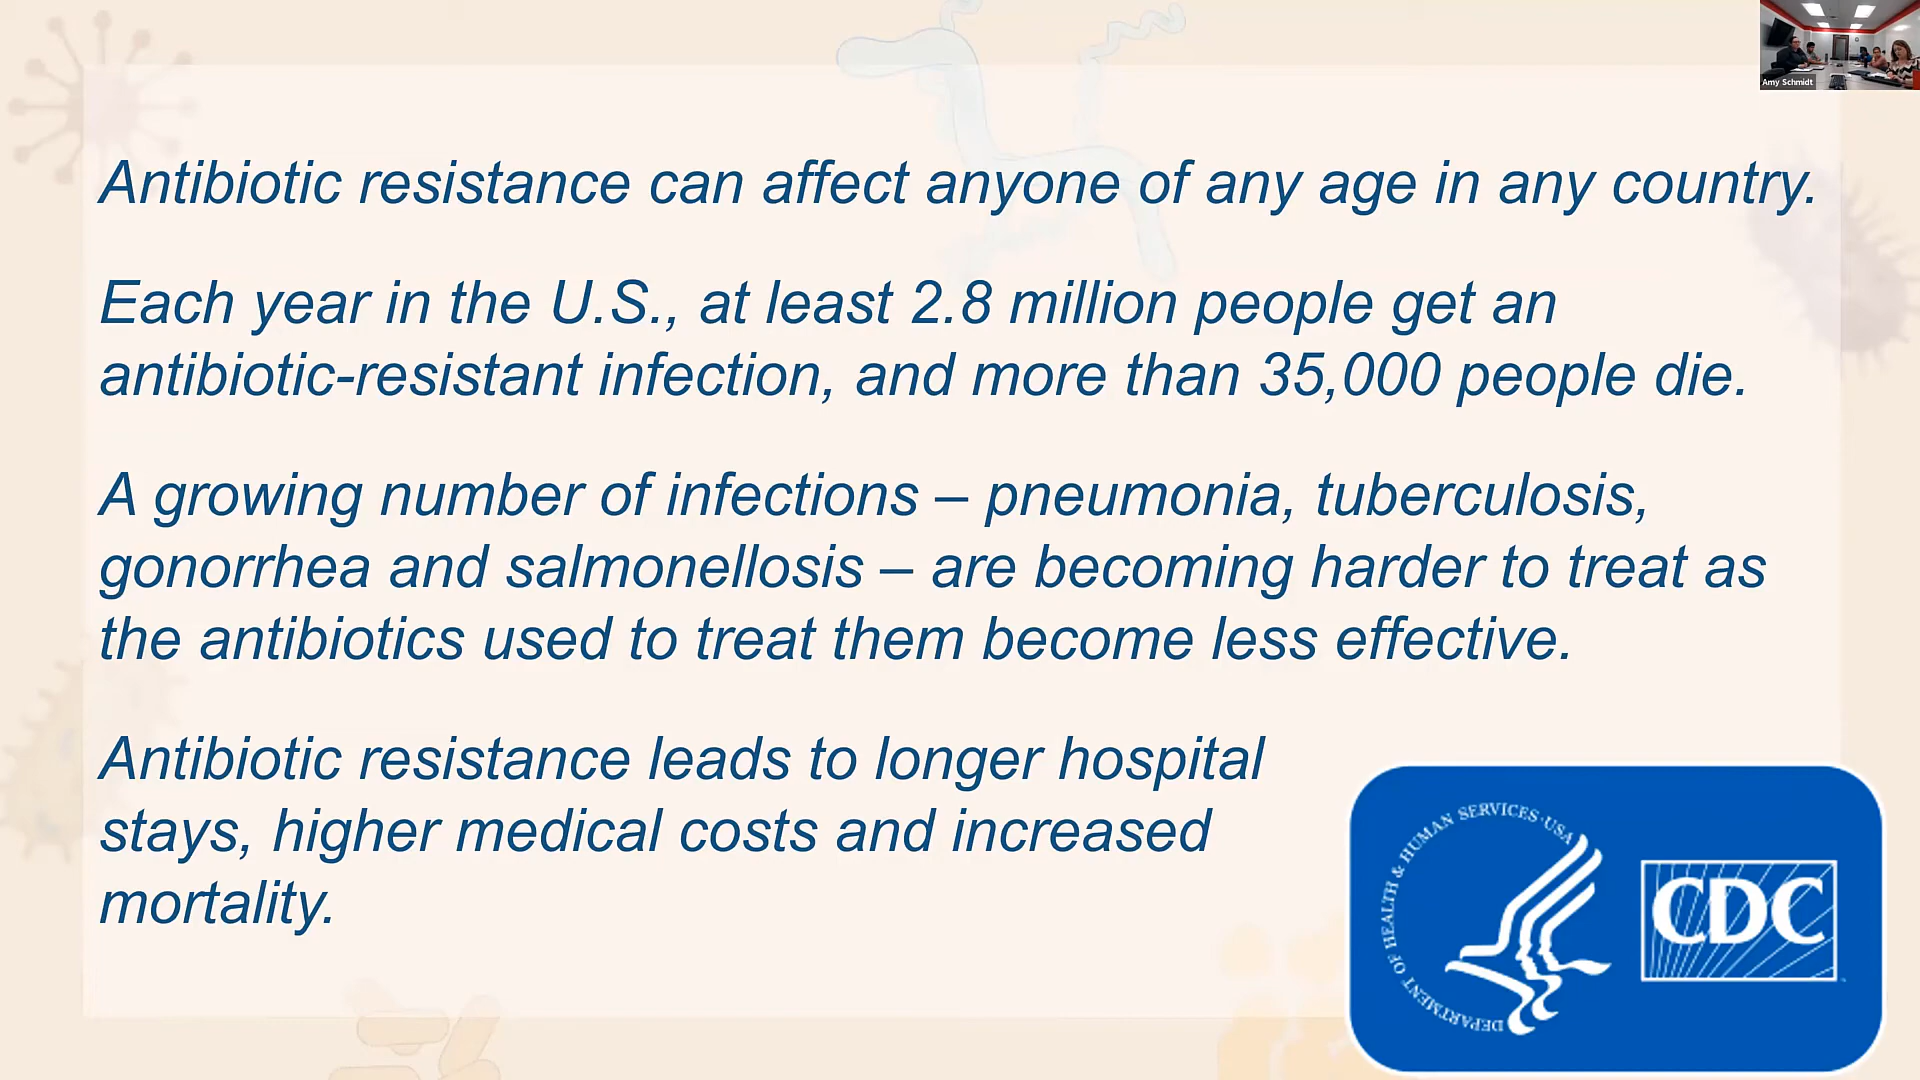 Amy Schmidt
Antibiotic resistance can affect anyone of any age in any country.
Each year in the U.S., at least 2.8 million people get an
antibiotic-resistant infection, and more than 35,000 people die.
A growing number of infections – pneumonia, tuberculosis,
gonorrhea and salmonellosis – are becoming harder to treat as
the antibiotics used to treat them become less effective.
Antibiotic resistance leads to longer hospital
stays, higher medical costs and increased
mortality.
DEPARTMENT OF HEALTH & HUMAN SERVICES·USA
CDC